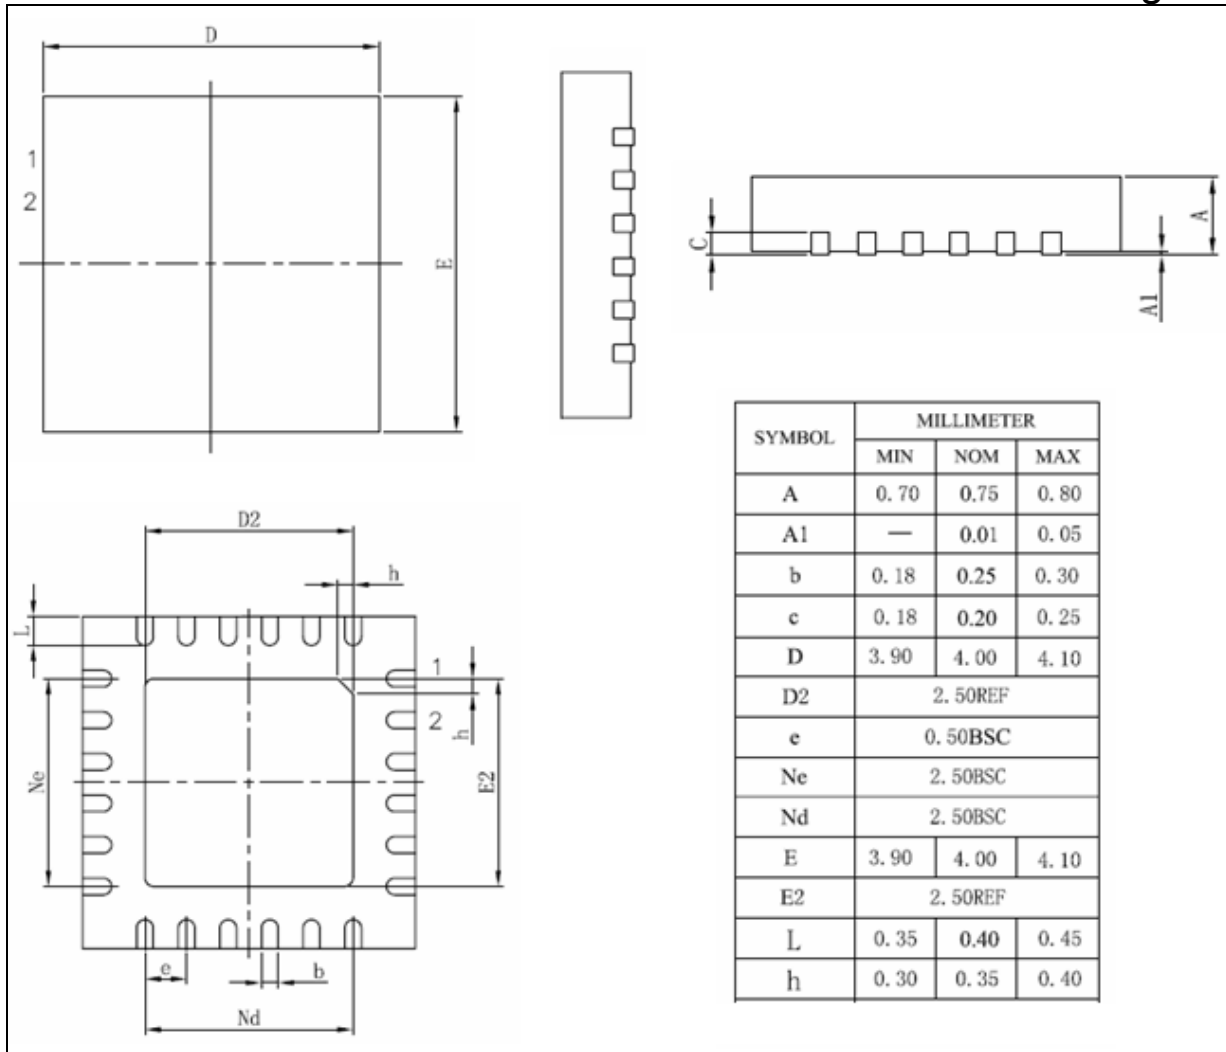 D
1
2
E
C
A
A1
D2
h
L
1
2
h
Ne
E2
e
b
Nd
SYMBOL MILLIMETER
MIN NOM MAX
A 0.70 0.75 0.80
A1 — 0.01 0.05
b 0.18 0.25 0.30
c 0.18 0.20 0.25
D 3.90 4.00 4.10
D2 2.50REF
e 0.50BSC
Ne 2.50BSC
Nd 2.50BSC
E 3.90 4.00 4.10
E2 2.50REF
L 0.35 0.40 0.45
h 0.30 0.35 0.40